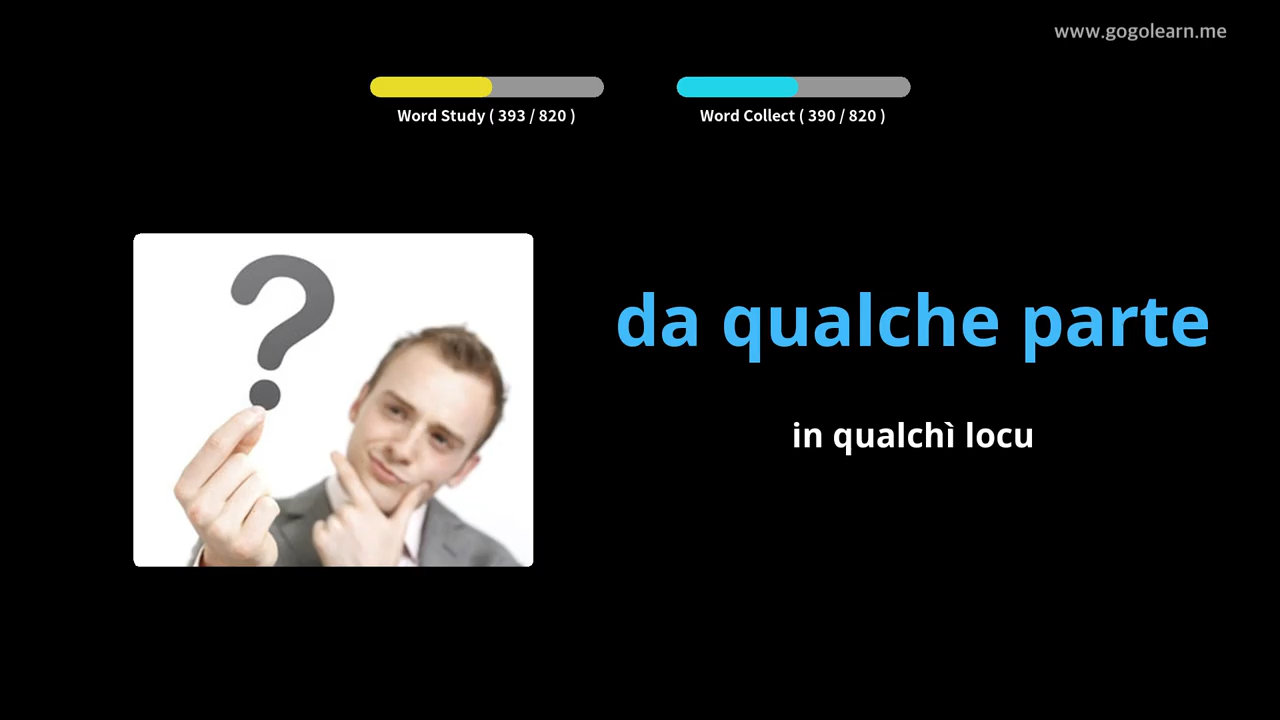 www.gogolearn.me
Word Study ( 393 / 820 )
Word Collect ( 390 / 820 )
da qualche parte
in qualchì locu